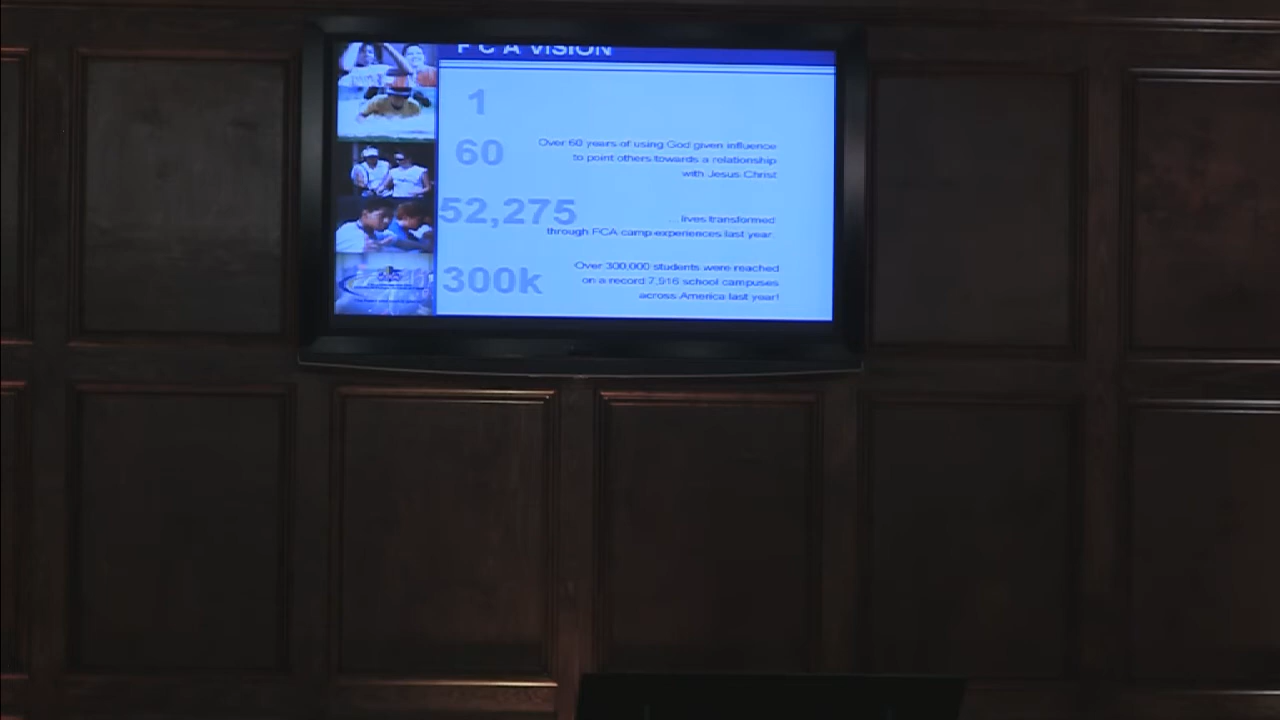 FCA VISION
1
60
Over 60 years of using God given influence
to point others towards a relationship
with Jesus Christ
52,275
...lives transformed
through FCA camp experiences last year.
300k
Over 300,000 students were reached
on a record 7,916 school campuses
across America last year!